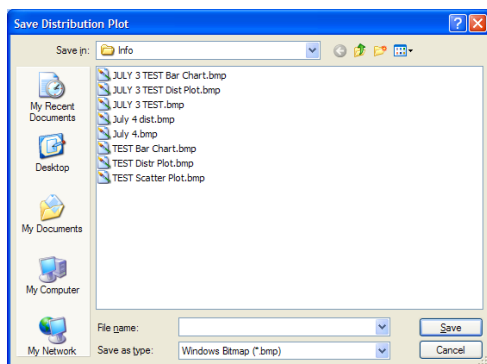 Save Distribution Plot
Save in: Info
My Recent
Documents
Desktop
My Documents
My Computer
My Network
JULY 3 TEST Bar Chart.bmp
JULY 3 TEST Dist Plot.bmp
JULY 3 TEST.bmp
July 4 dist.bmp
July 4.bmp
TEST Bar Chart.bmp
TEST Distr Plot.bmp
TEST Scatter Plot.bmp
File name:
Save
Save as type: Windows Bitmap (*.bmp)
Cancel